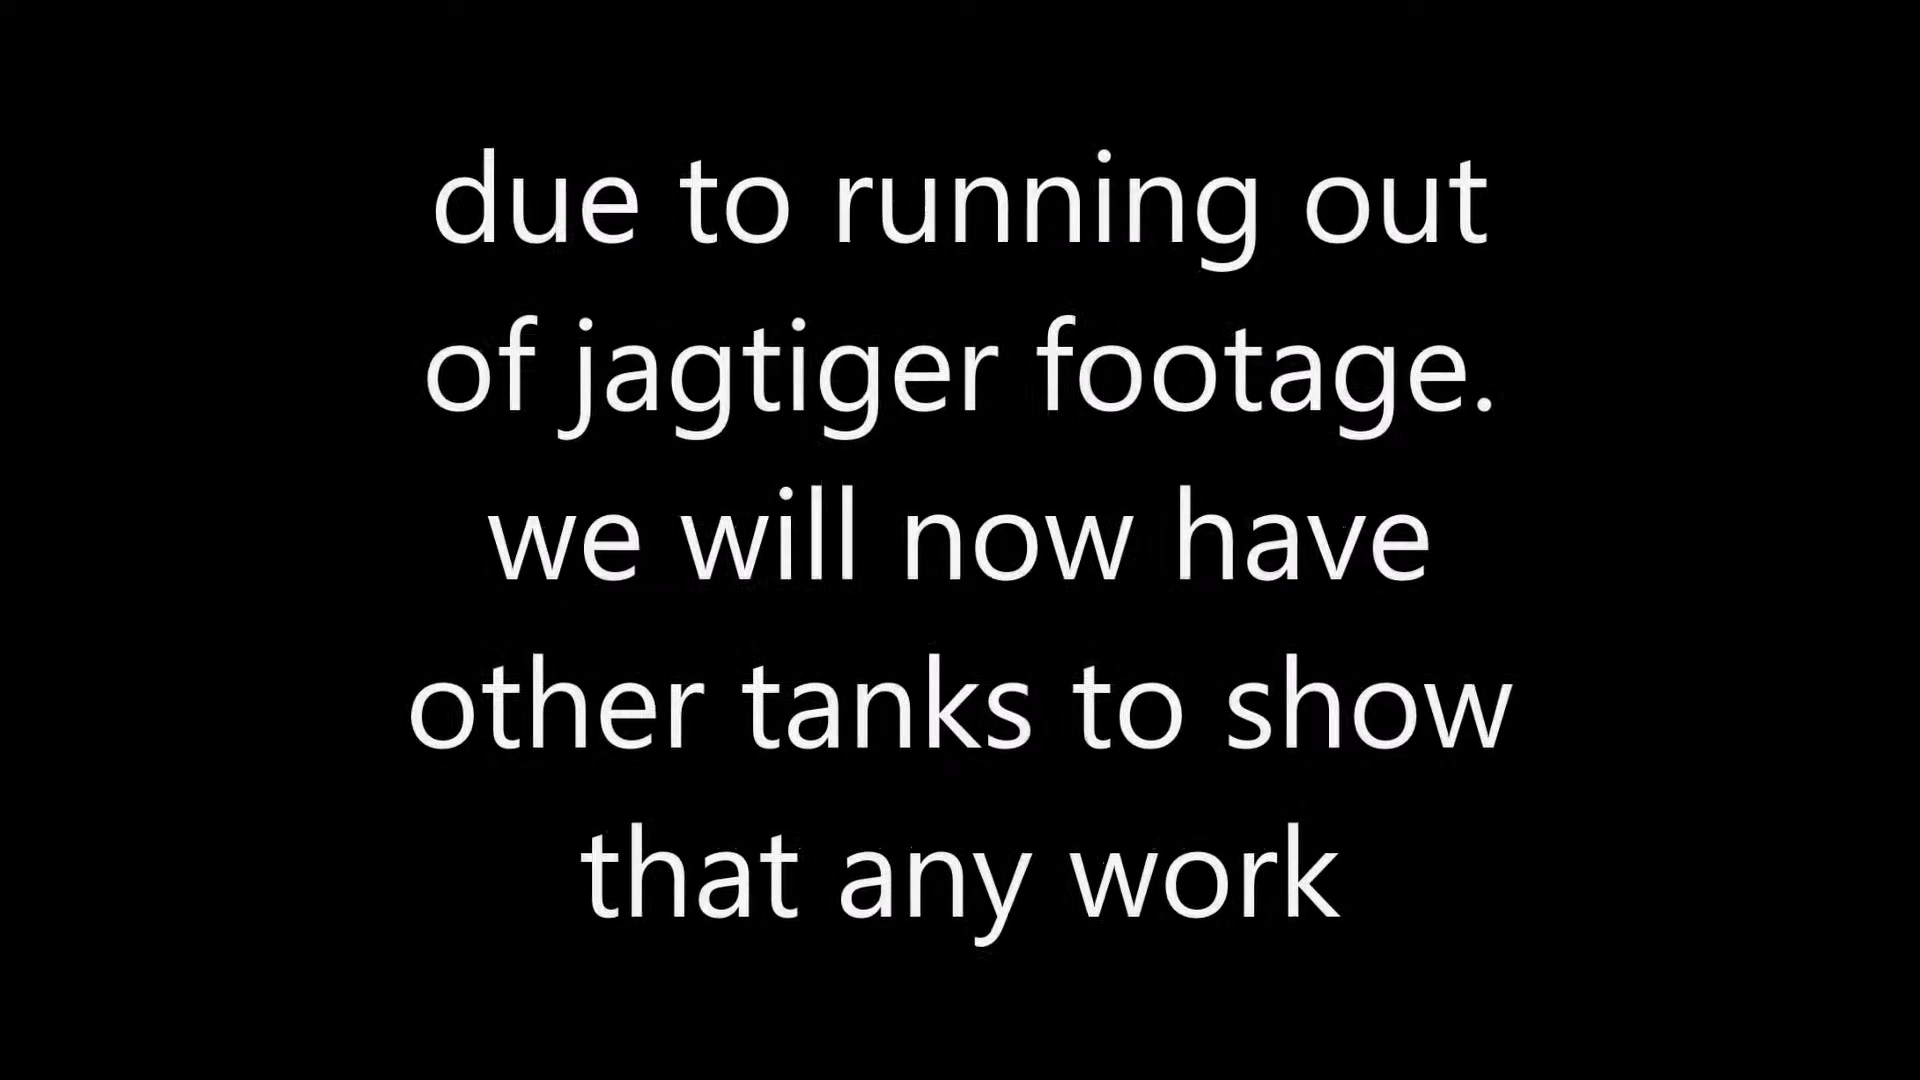 due to running out
of jagtiger footage.
we will now have
other tanks to show
that any work